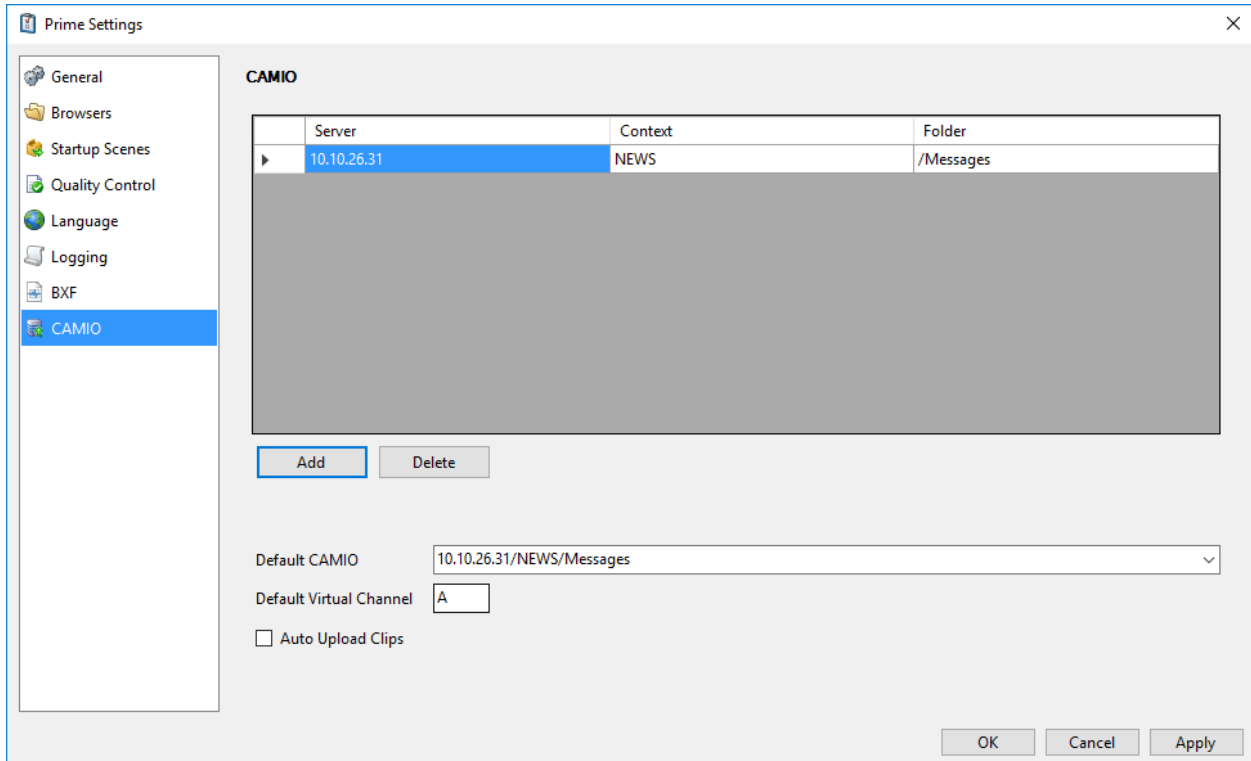 Prime Settings
General
Browsers
Startup Scenes
Quality Control
Language
Logging
BXF
CAMIO
CAMIO
Server Context Folder
10.10.26.31 NEWS /Messages
Add Delete
Default CAMIO 10.10.26.31/NEWS/Messages
Default Virtual Channel A
Auto Upload Clips
OK Cancel Apply